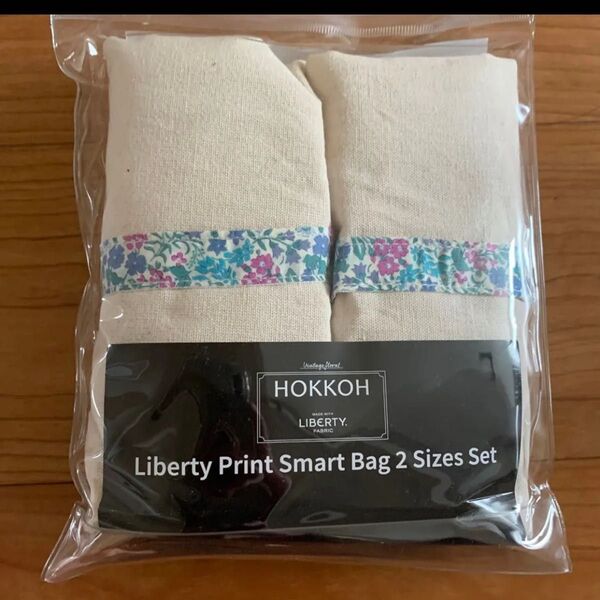 Vintage floral
HOKKOH
MADE WITH
LIBERTY.
FABRIC
Liberty Print Smart Bag 2 Sizes Set